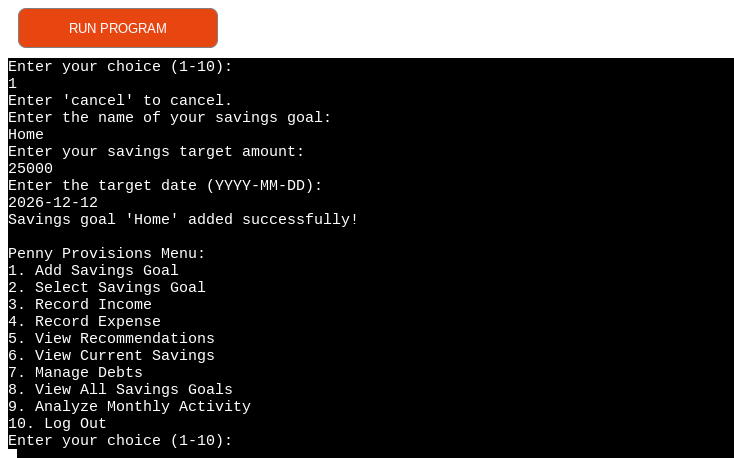 RUN PROGRAM
Enter your choice (1-10):
1
Enter 'cancel' to cancel.
Enter the name of your savings goal:
Home
Enter your savings target amount:
25000
Enter the target date (YYYY-MM-DD):
2026-12-12
Savings goal 'Home' added successfully!

Penny Provisions Menu:
1. Add Savings Goal
2. Select Savings Goal
3. Record Income
4. Record Expense
5. View Recommendations
6. View Current Savings
7. Manage Debts
8. View All Savings Goals
9. Analyze Monthly Activity
10. Log Out
Enter your choice (1-10):